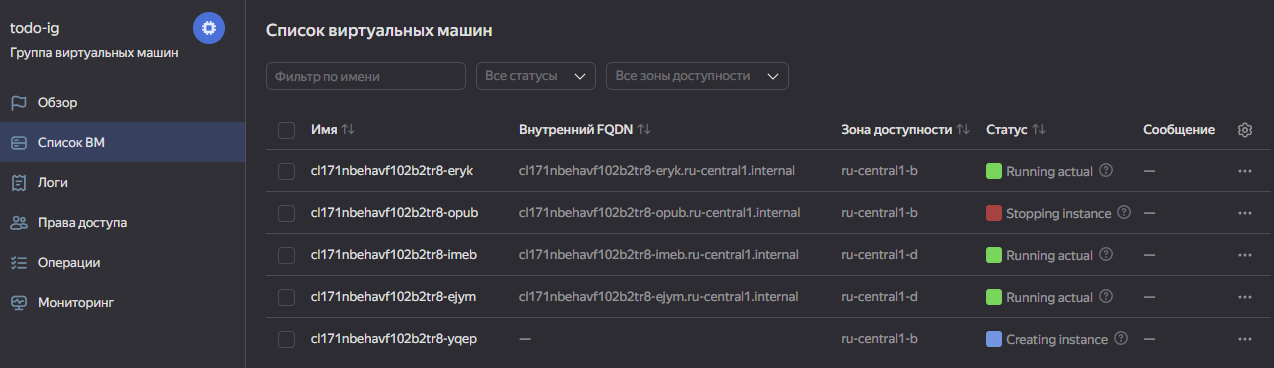 todo-ig
Группа виртуальных машин
Обзор
Список ВМ
Логи
Права доступа
Операции
Мониторинг
Список виртуальных машин
Фильтр по имени Все статусы Все зоны доступности
Имя Внутренний FQDN Зона доступности Статус Сообщение
cl171nbehavf102b2tr8-eryk cl171nbehavf102b2tr8-eryk.ru-central1.internal ru-central1-b Running actual —
cl171nbehavf102b2tr8-opub cl171nbehavf102b2tr8-opub.ru-central1.internal ru-central1-b Stopping instance —
cl171nbehavf102b2tr8-imeb cl171nbehavf102b2tr8-imeb.ru-central1.internal ru-central1-d Running actual —
cl171nbehavf102b2tr8-ejym cl171nbehavf102b2tr8-ejym.ru-central1.internal ru-central1-d Running actual —
cl171nbehavf102b2tr8-yqep — ru-central1-b Creating instance —